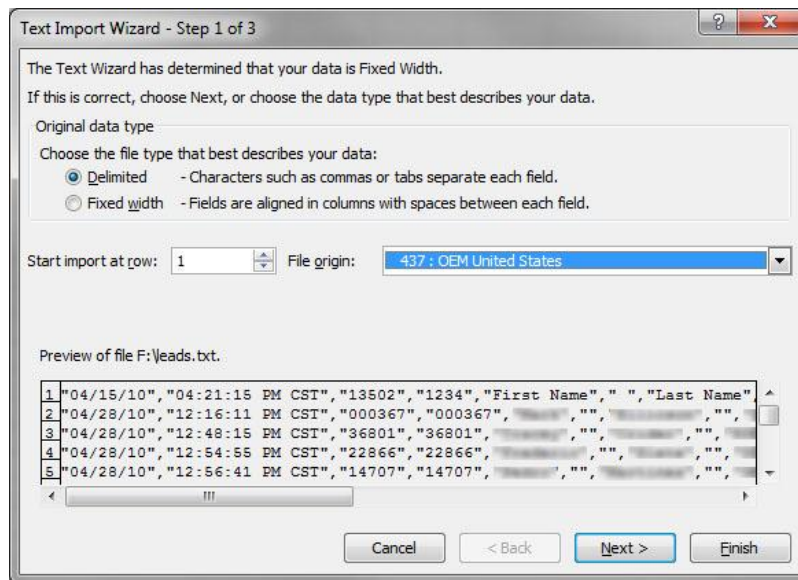 Text Import Wizard - Step 1 of 3
The Text Wizard has determined that your data is Fixed Width.
If this is correct, choose Next, or choose the data type that best describes your data.
Original data type
Choose the file type that best describes your data:
Delimited - Characters such as commas or tabs separate each field.
Fixed width - Fields are aligned in columns with spaces between each field.
Start import at row: 1 File origin: 437 : OEM United States
Preview of file F:\leads.txt.
1 "04/15/10","04:21:15 PM CST","13502","1234","First Name"," ","Last Name",
2 "04/28/10","12:16:11 PM CST","000367","000367"," ","","","",
3 "04/28/10","12:48:15 PM CST","36801","36801"," ","","","",
4 "04/28/10","12:54:55 PM CST","22866","22866"," ","","","",
5 "04/28/10","12:56:41 PM CST","14707","14707"," ","","","",
Cancel < Back Next > Finish